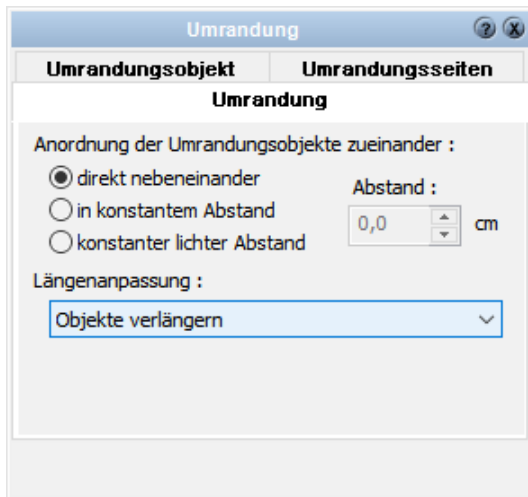 Umrandung
Umrandungsobjekt Umrandungsseiten
Umrandung
Anordnung der Umrandungsobjekte zueinander :
direkt nebeneinander
Abstand :
in konstantem Abstand
0,0 cm
konstanter lichter Abstand
Längenanpassung :
Objekte verlängern